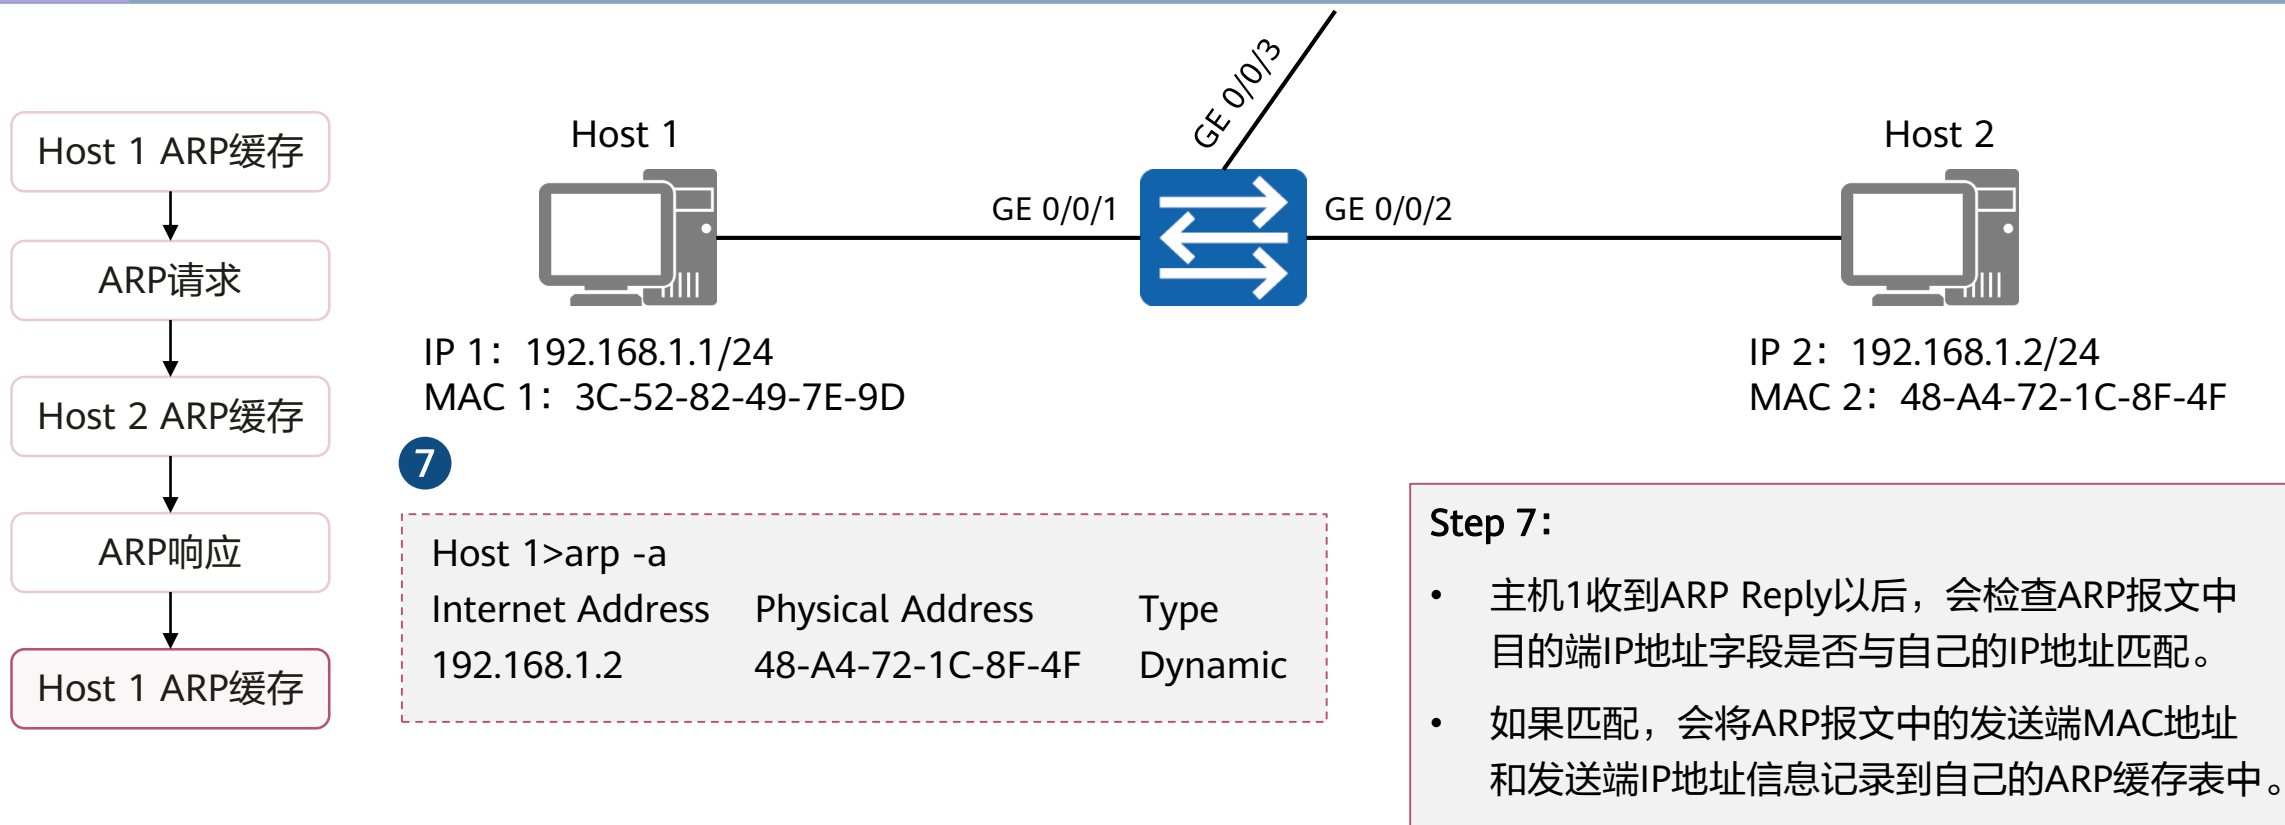 Host 1 ARP缓存
ARP请求
Host 2 ARP缓存
ARP响应
Host 1 ARP缓存
GE 0/0/3
Host 1
GE 0/0/1
GE 0/0/2
Host 2
IP 1：192.168.1.1/24
MAC 1：3C-52-82-49-7E-9D
IP 2：192.168.1.2/24
MAC 2：48-A4-72-1C-8F-4F
7
Host 1>arp -a
Internet Address Physical Address Type
192.168.1.2 48-A4-72-1C-8F-4F Dynamic
Step 7：
• 主机1收到ARP Reply以后，会检查ARP报文中
目的端IP地址字段是否与自己的IP地址匹配。
• 如果匹配，会将ARP报文中的发送端MAC地址
和发送端IP地址信息记录到自己的ARP缓存表中。